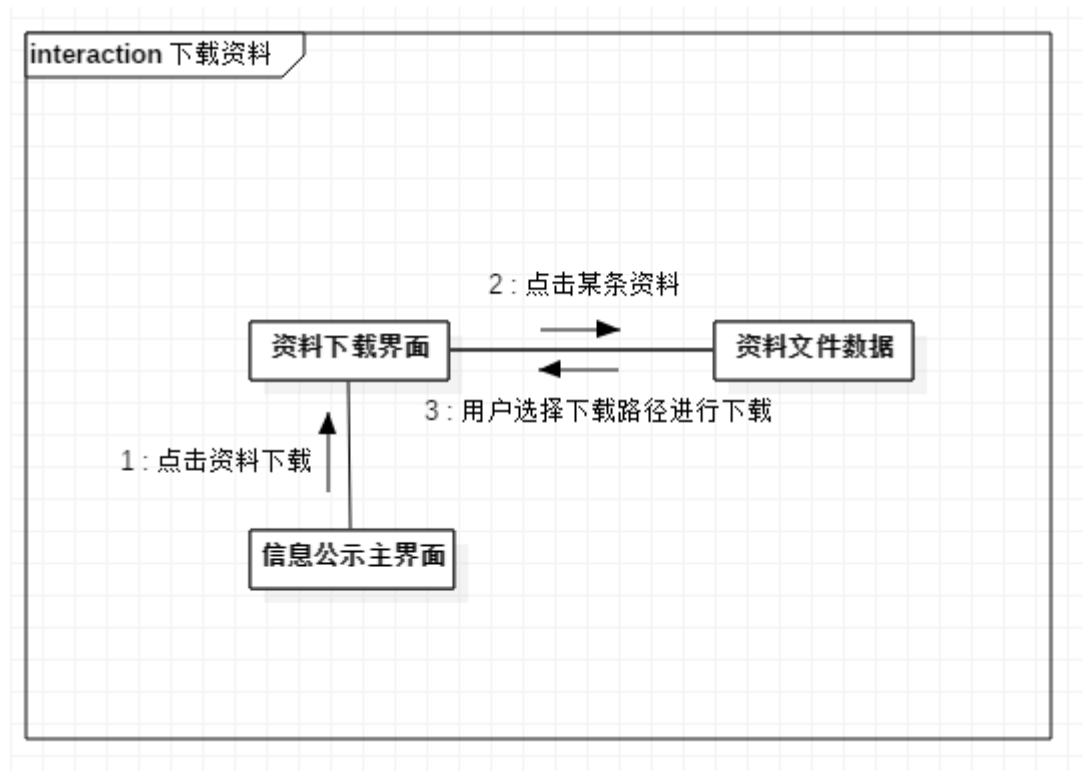 interaction 下载资料
2 : 点击某条资料
资料下载界面
资料文件数据
3 : 用户选择下载路径进行下载
1 : 点击资料下载
信息公示主界面